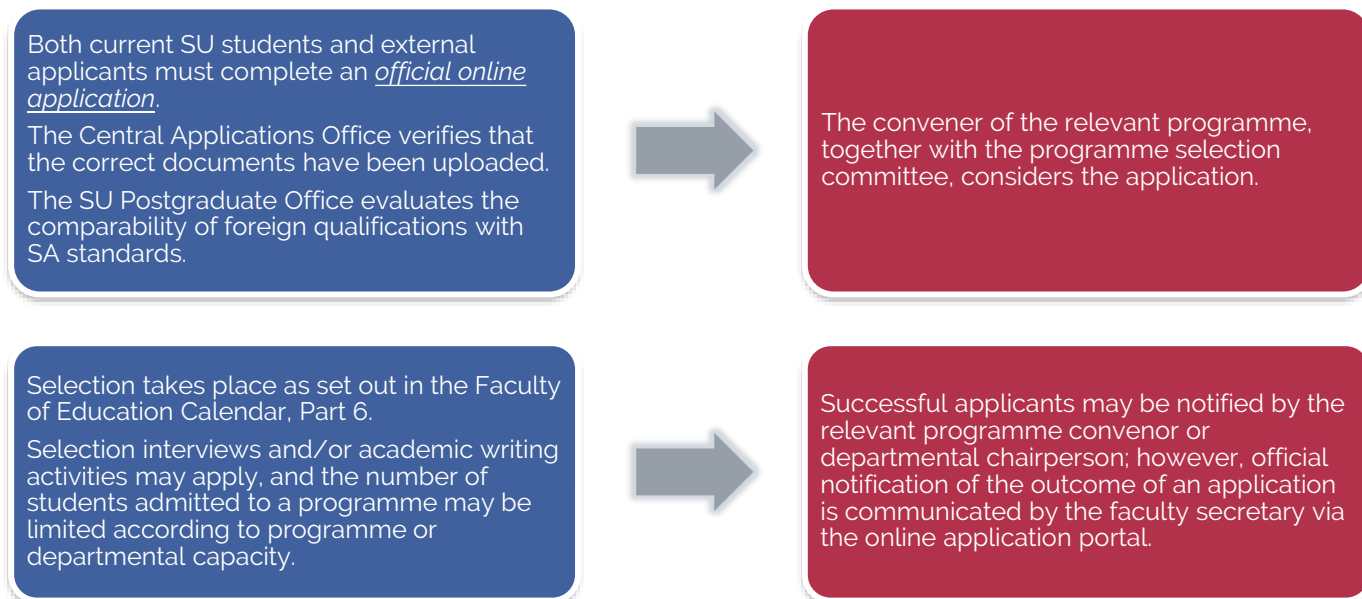 Both current SU students and external
applicants must complete an official online
application.
The Central Applications Office verifies that
the correct documents have been uploaded.
The SU Postgraduate Office evaluates the
comparability of foreign qualifications with
SA standards.
The convener of the relevant programme,
together with the programme selection
committee, considers the application.
Selection takes place as set out in the Faculty
of Education Calendar, Part 6.
Selection interviews and/or academic writing
activities may apply, and the number of
students admitted to a programme may be
limited according to programme or
departmental capacity.
Successful applicants may be notified by the
relevant programme convenor or
departmental chairperson; however, official
notification of the outcome of an application
is communicated by the faculty secretary via
the online application portal.